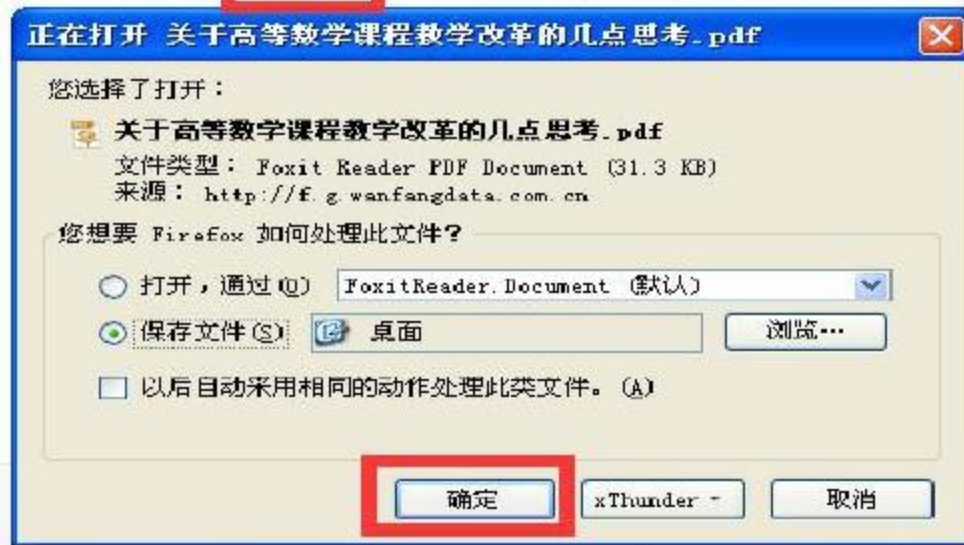 正在打开 关于高等数学课程教学改革的几点思考.pdf
您选择了打开：
关于高等数学课程教学改革的几点思考.pdf
文件类型： Foxit Reader PDF Document (31.3 KB)
来源： http://f.g.wanfangdata.com.cn
您想要 Firefox 如何处理此文件?
打开，通过(O) FoxitReader.Document (默认)
保存文件(S) 桌面 浏览…
以后自动采用相同的动作处理此类文件。(A)
确定 xThunder 取消